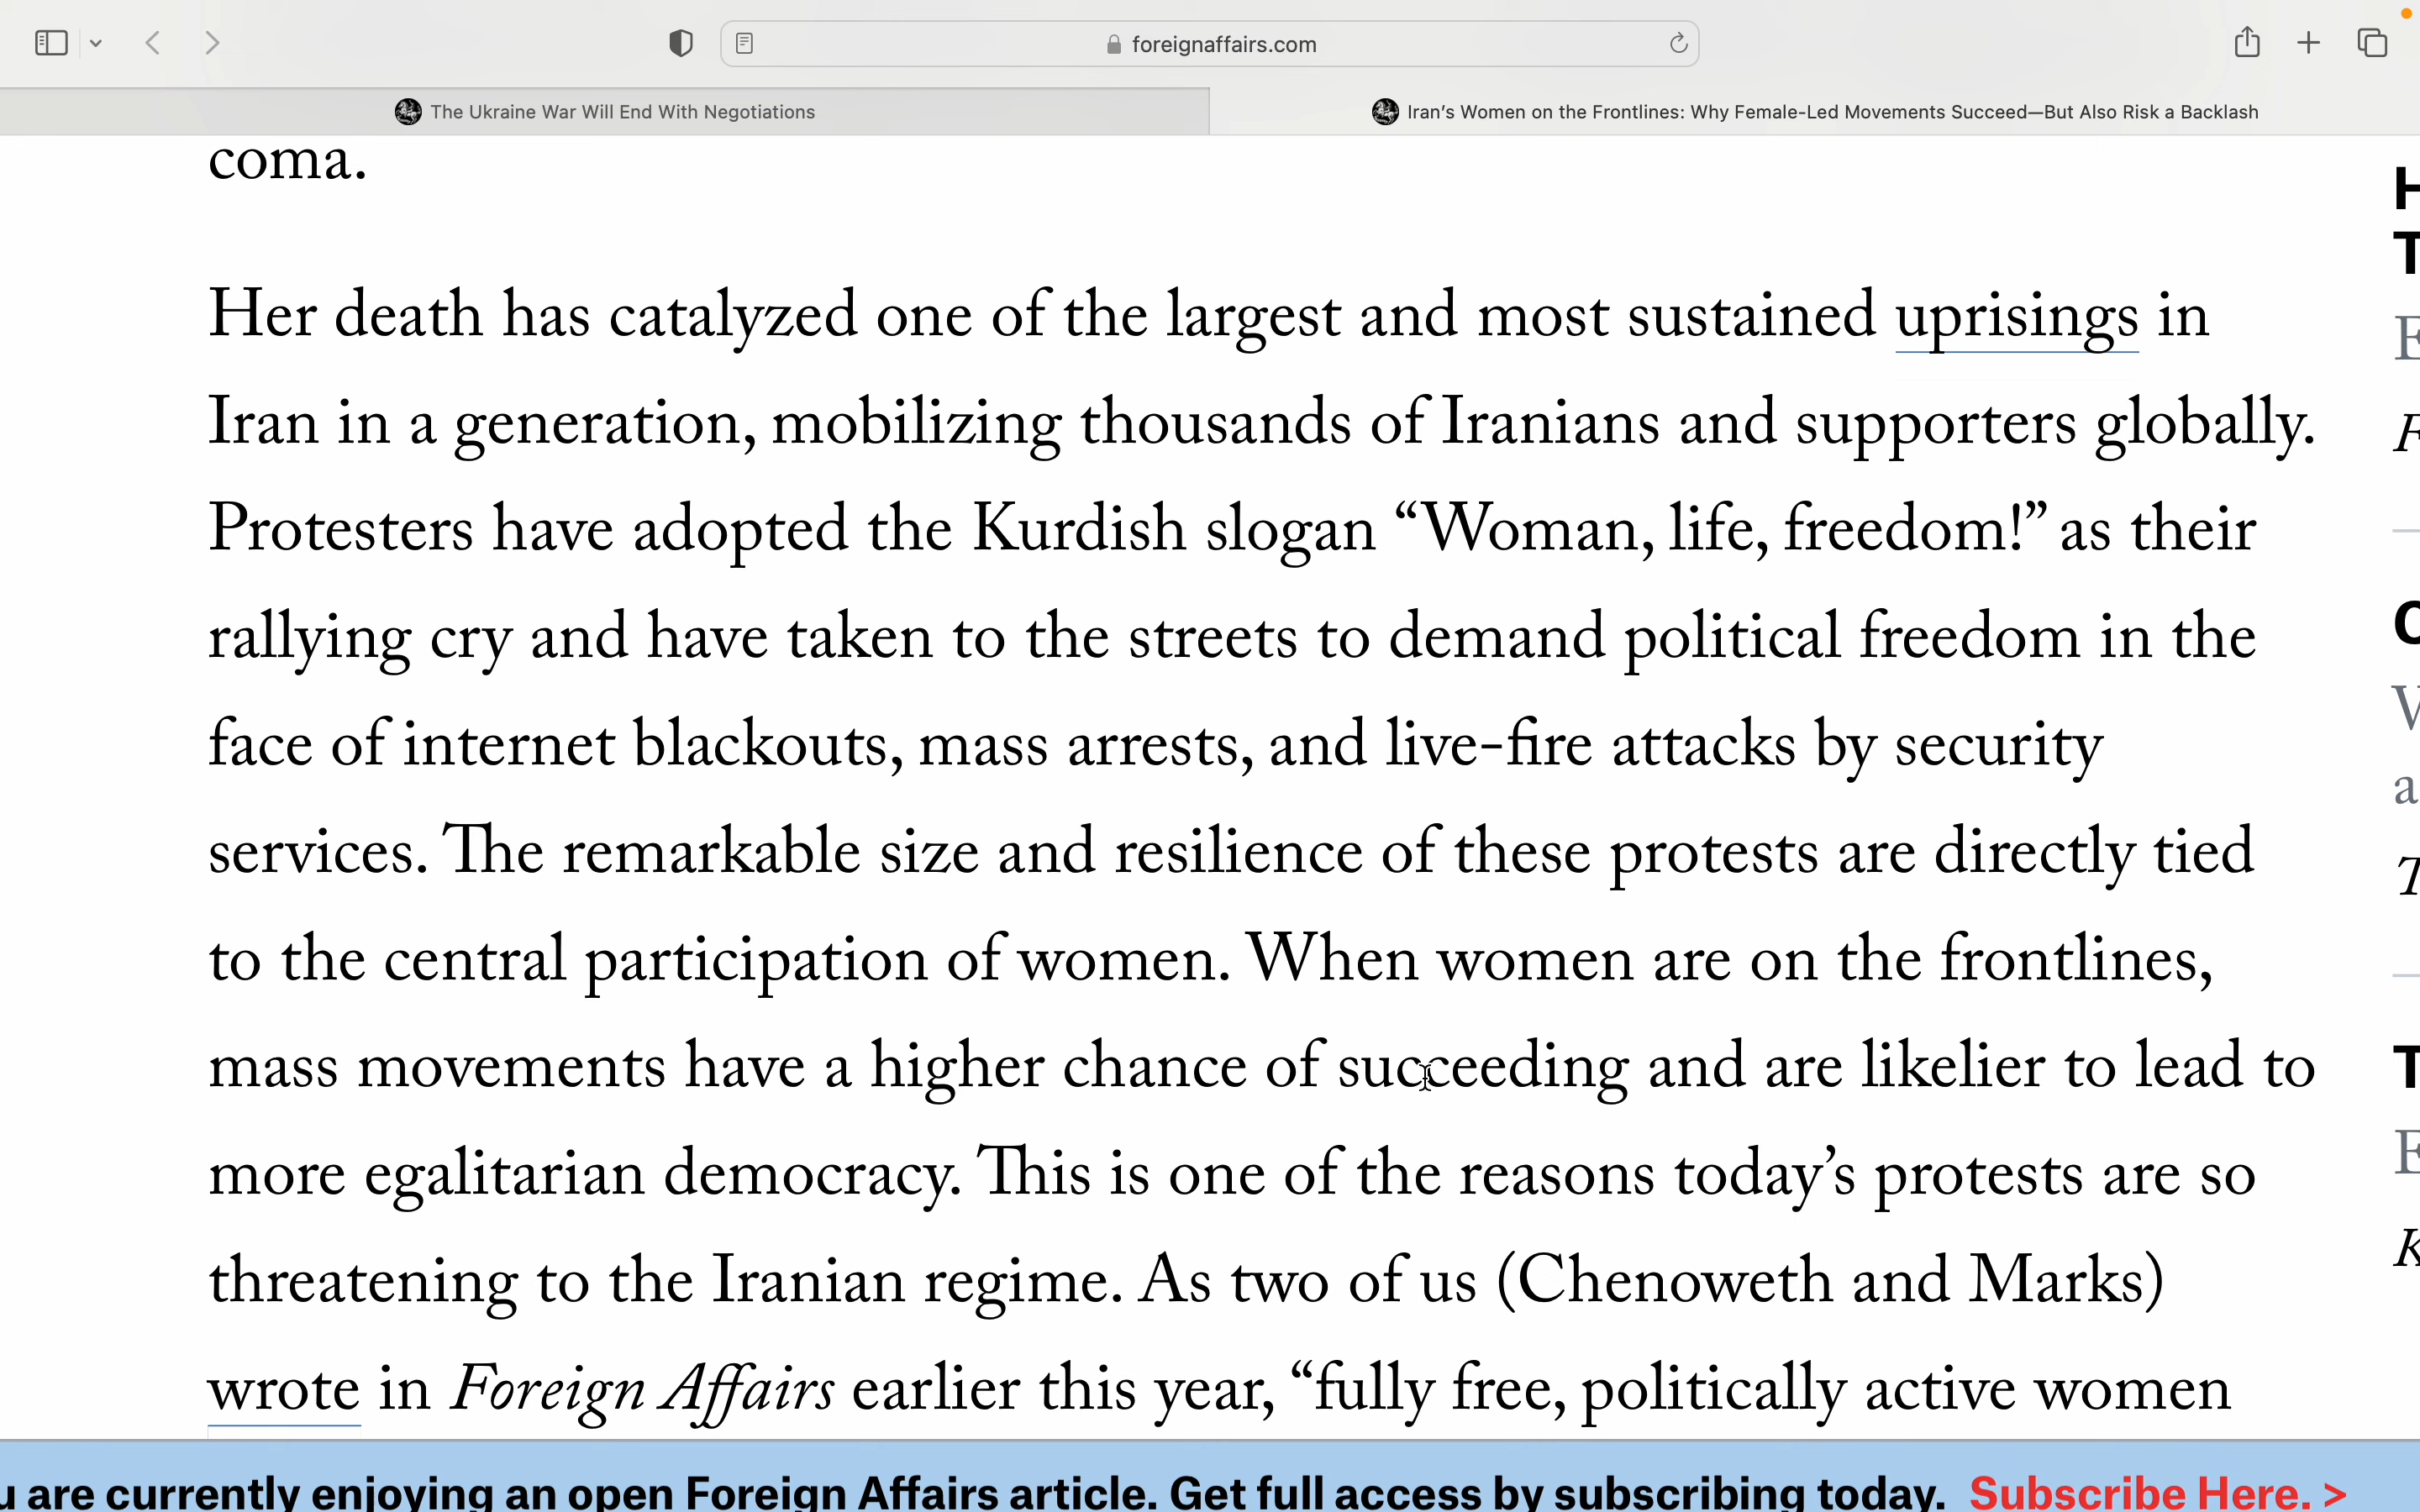 foreignaffairs.com
The Ukraine War Will End With Negotiations
Iran’s Women on the Frontlines: Why Female-Led Movements Succeed—But Also Risk a Backlash
coma.
Her death has catalyzed one of the largest and most sustained uprisings in
Iran in a generation, mobilizing thousands of Iranians and supporters globally.
Protesters have adopted the Kurdish slogan “Woman, life, freedom!” as their
rallying cry and have taken to the streets to demand political freedom in the
face of internet blackouts, mass arrests, and live-fire attacks by security
services. The remarkable size and resilience of these protests are directly tied
to the central participation of women. When women are on the frontlines,
mass movements have a higher chance of succeeding and are likelier to lead to
more egalitarian democracy. This is one of the reasons today’s protests are so
threatening to the Iranian regime. As two of us (Chenoweth and Marks)
wrote in Foreign Affairs earlier this year, “fully free, politically active women
are currently enjoying an open Foreign Affairs article. Get full access by subscribing today. Subscribe Here. >